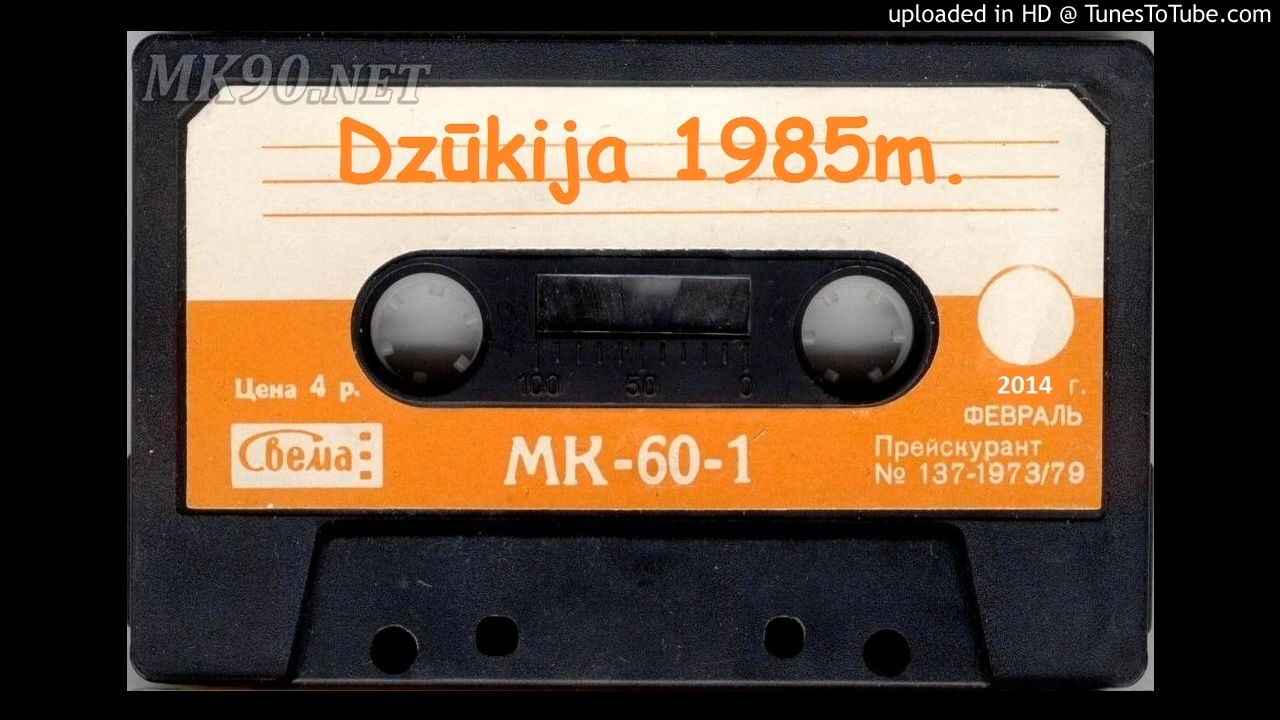 uploaded in HD @ TunesToTube.com
MK90.NET
Dzūkija 1985m.
100 50 0
Цена 4 р.
2014 г.
ФЕВРАЛЬ
Свема
МК-60-1
Прейскурант
№ 137-1973/79